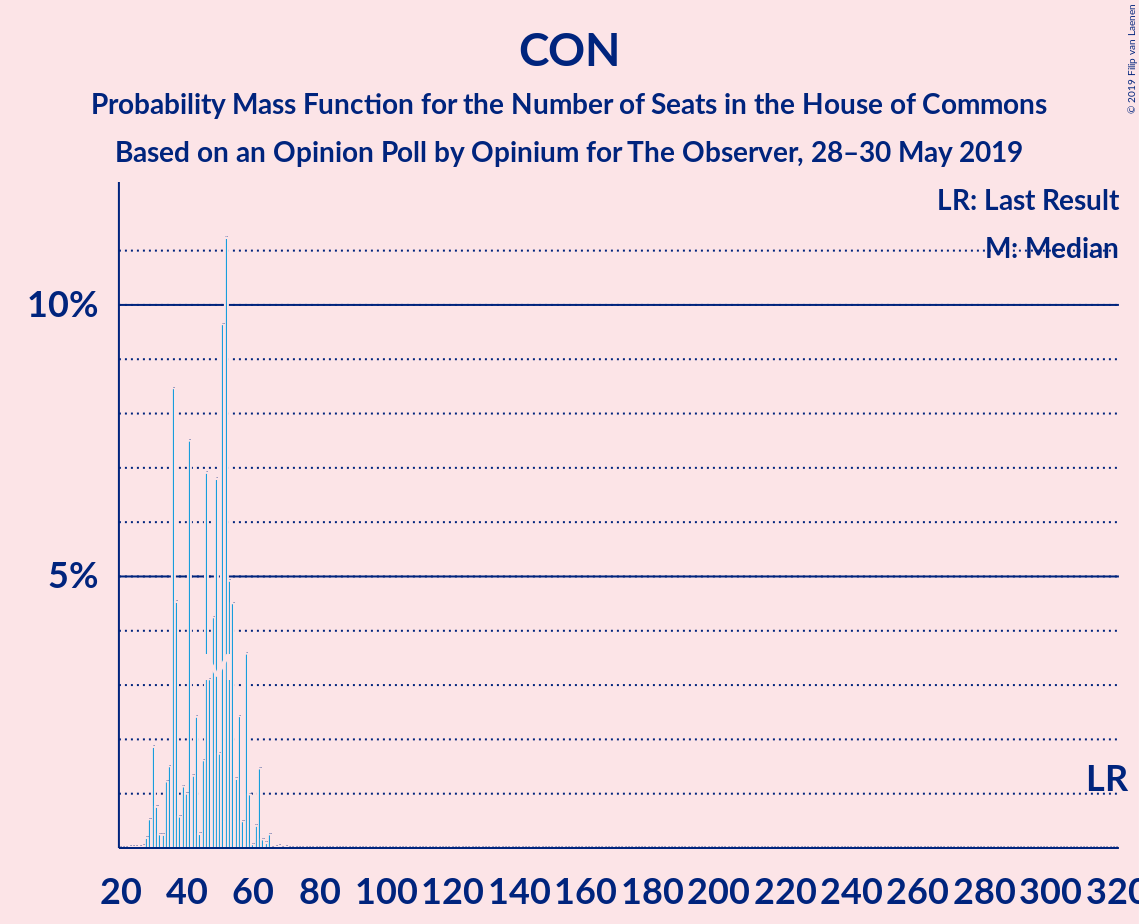 CON
Probability Mass Function for the Number of Seats in the House of Commons
Based on an Opinion Poll by Opinium for The Observer, 28–30 May 2019
© 2019 Filip van Laenen
LR: Last Result
M: Median
10%
5%
LR
20 40 60 80 100 120 140 160 180 200 220 240 260 280 300 320